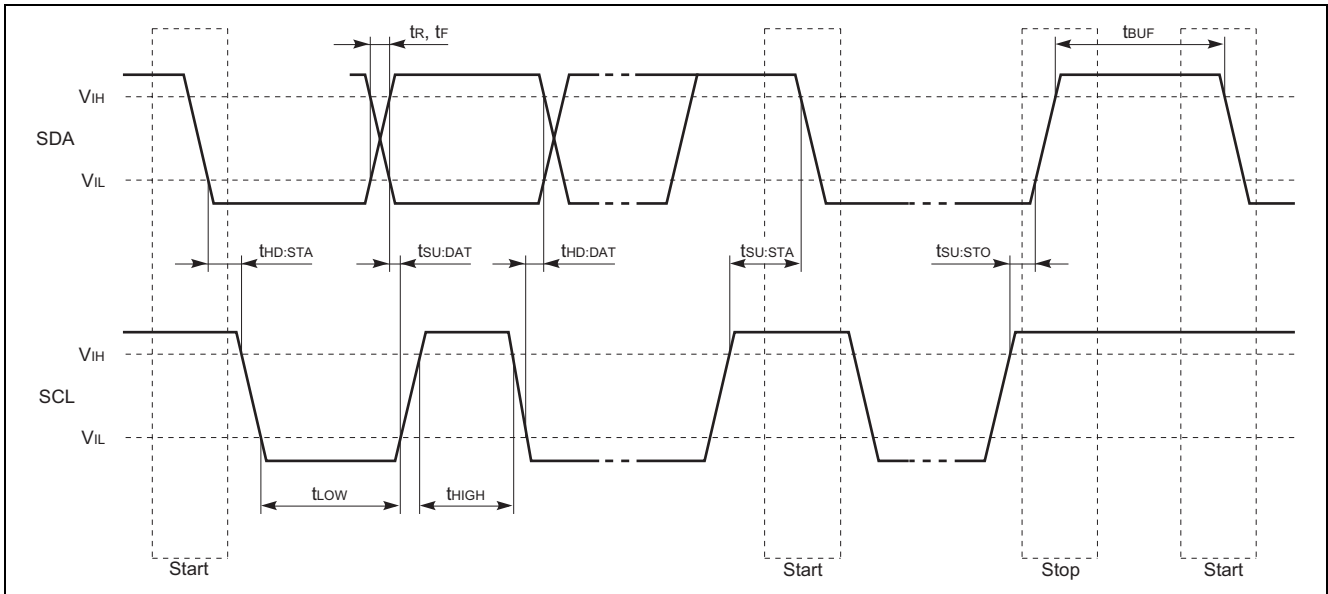 tR, tF
tBUF
VIH
SDA
VIL
tHD:STA
tSU:DAT
tHD:DAT
tSU:STA
tSU:STO
VIH
SCL
VIL
tLOW
tHIGH
Start
Start
Stop
Start